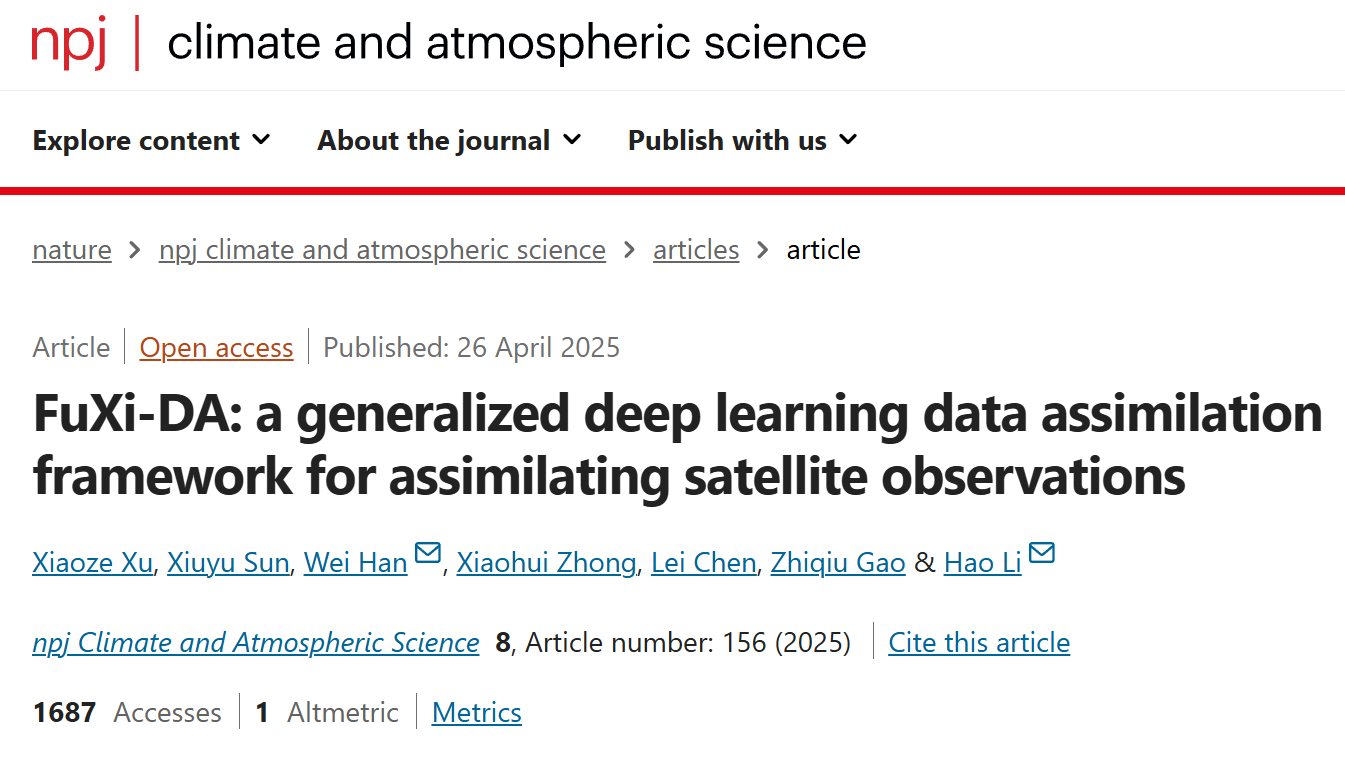 npj | climate and atmospheric science
Explore content About the journal Publish with us
nature > npj climate and atmospheric science > articles > article
Article | Open access | Published: 26 April 2025
FuXi-DA: a generalized deep learning data assimilation
framework for assimilating satellite observations
Xiaoze Xu, Xiuyu Sun, Wei Han, Xiaohui Zhong, Lei Chen, Zhiqiu Gao & Hao Li
npj Climate and Atmospheric Science 8, Article number: 156 (2025) | Cite this article
1687 Accesses | 1 Altmetric | Metrics